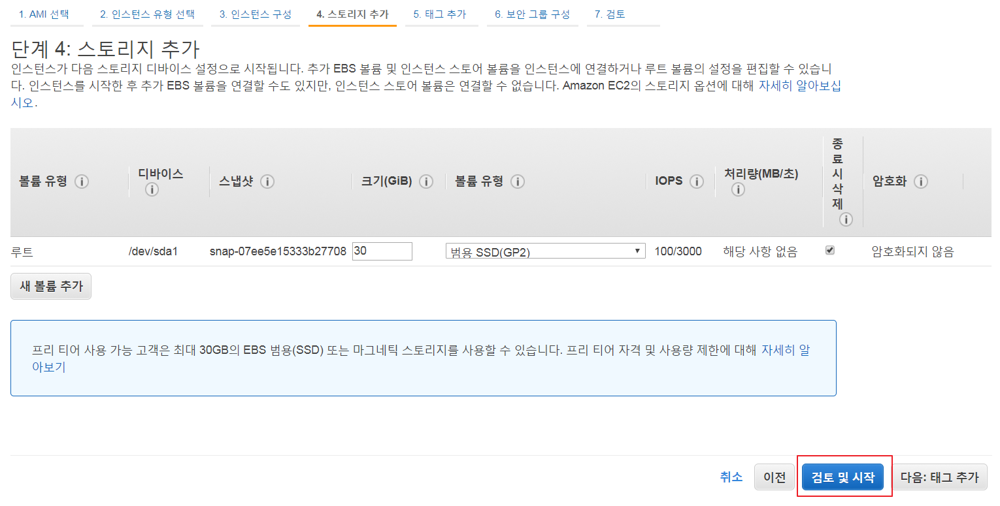 1. AMI 선택 2. 인스턴스 유형 선택 3. 인스턴스 구성 4. 스토리지 추가 5. 태그 추가 6. 보안 그룹 구성 7. 검토
단계 4: 스토리지 추가
인스턴스가 다음 스토리지 디바이스 설정으로 시작됩니다. 추가 EBS 볼륨 및 인스턴스 스토어 볼륨을 인스턴스에 연결하거나 루트 볼륨의 설정을 편집할 수 있습니
다. 인스턴스를 시작한 후 추가 EBS 볼륨을 연결할 수도 있지만, 인스턴스 스토어 볼륨은 연결할 수 없습니다. Amazon EC2의 스토리지 옵션에 대해 자세히 알아보십
시오.
볼륨 유형 디바이스 스냅샷 크기(GiB) 볼륨 유형 IOPS 처리량(MB/초) 종료 시 삭제 암호화
루트 /dev/sda1 snap-07ee5e15333b27708 30 범용 SSD(GP2) 100/3000 해당 사항 없음 암호화되지 않음
새 볼륨 추가
프리 티어 사용 가능 고객은 최대 30GB의 EBS 범용(SSD) 또는 마그네틱 스토리지를 사용할 수 있습니다. 프리 티어 자격 및 사용량 제한에 대해 자세히 알
아보기
취소 이전 검토 및 시작 다음: 태그 추가